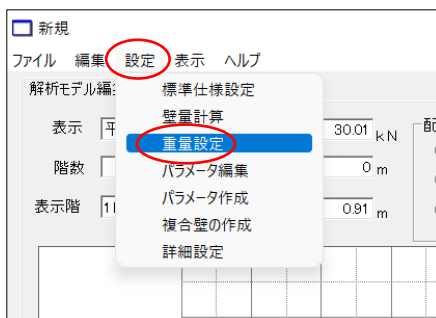 新規
ファイル 編集 設定 表示 ヘルプ
解析モデル編
標準仕様設定
壁量計算
表示 平 30.01 kN 配
重量設定
階数 0 m
パラメータ編集
パラメータ作成
表示階 1 0.91 m
複合壁の作成
詳細設定